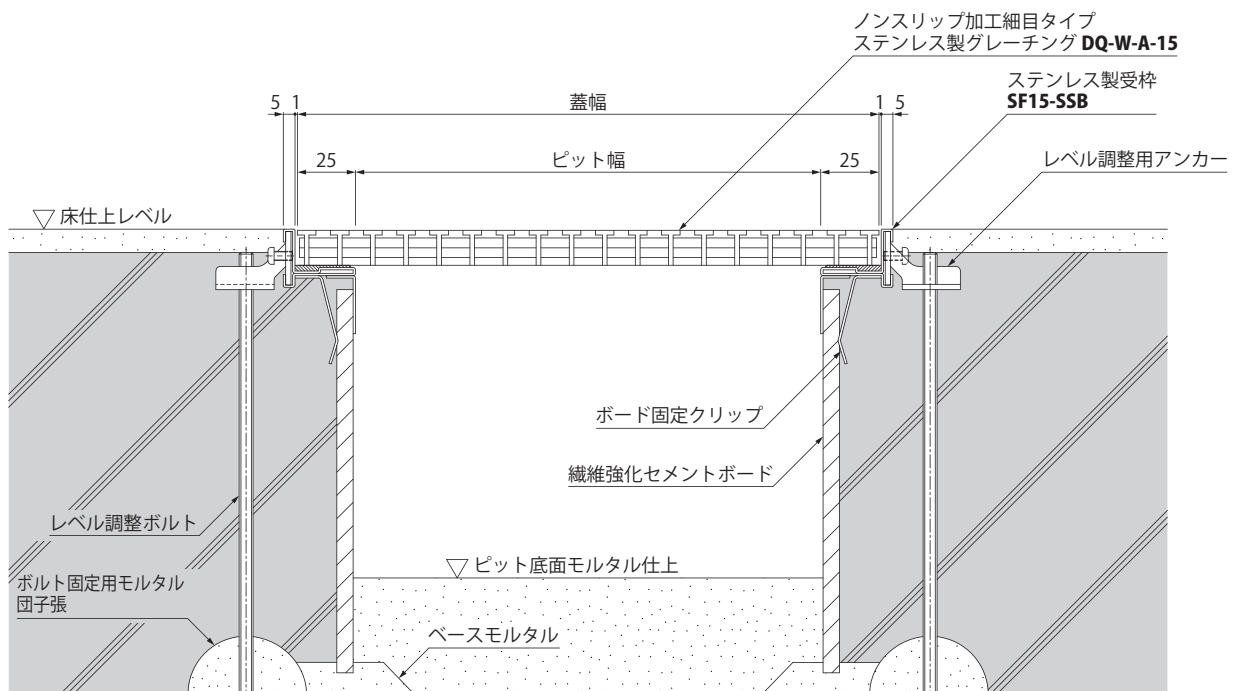 ノンスリップ加工細目タイプ
ステンレス製グレーチング DQ-W-A-15
ステンレス製受枠
SF15-SSB
5 1 蓋幅 1 5
レベル調整用アンカー
25 ピット幅 25
床仕上レベル
ボード固定クリップ
繊維強化セメントボード
レベル調整ボルト
ピット底面モルタル仕上
ボルト固定用モルタル
団子張
ベースモルタル